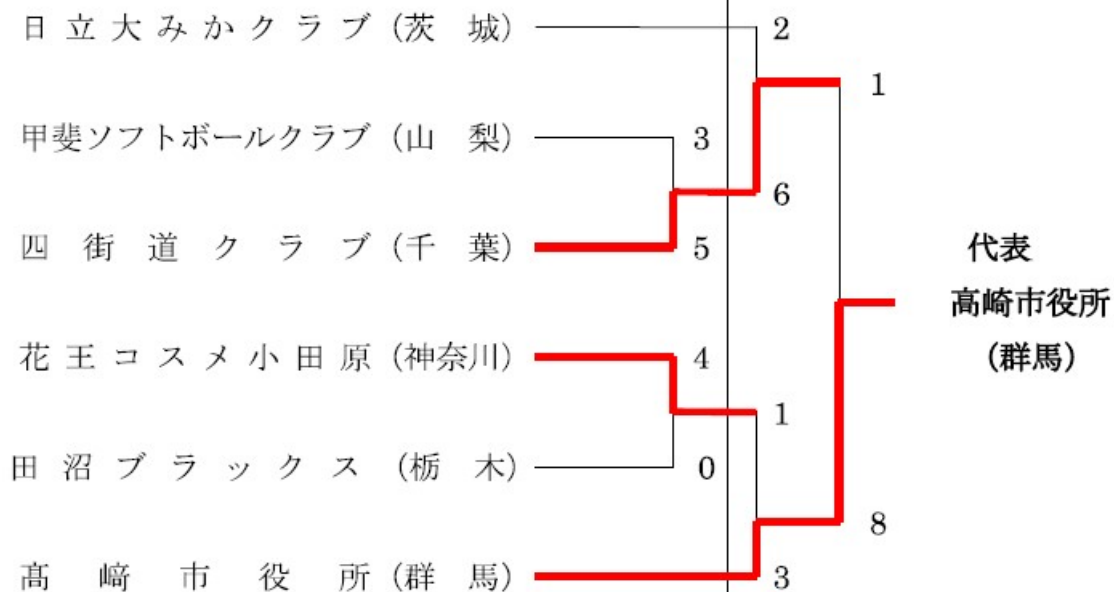 日立大みかクラブ(茨 城)
2
1
甲斐ソフトボールクラブ(山 梨)
3
6
四街道クラブ(千 葉)
5
代表
高崎市役所
(群馬)
花王コスメ小田原(神奈川)
4
1
田沼ブラックス(栃 木)
0
8
髙﨑市役所(群 馬)
3